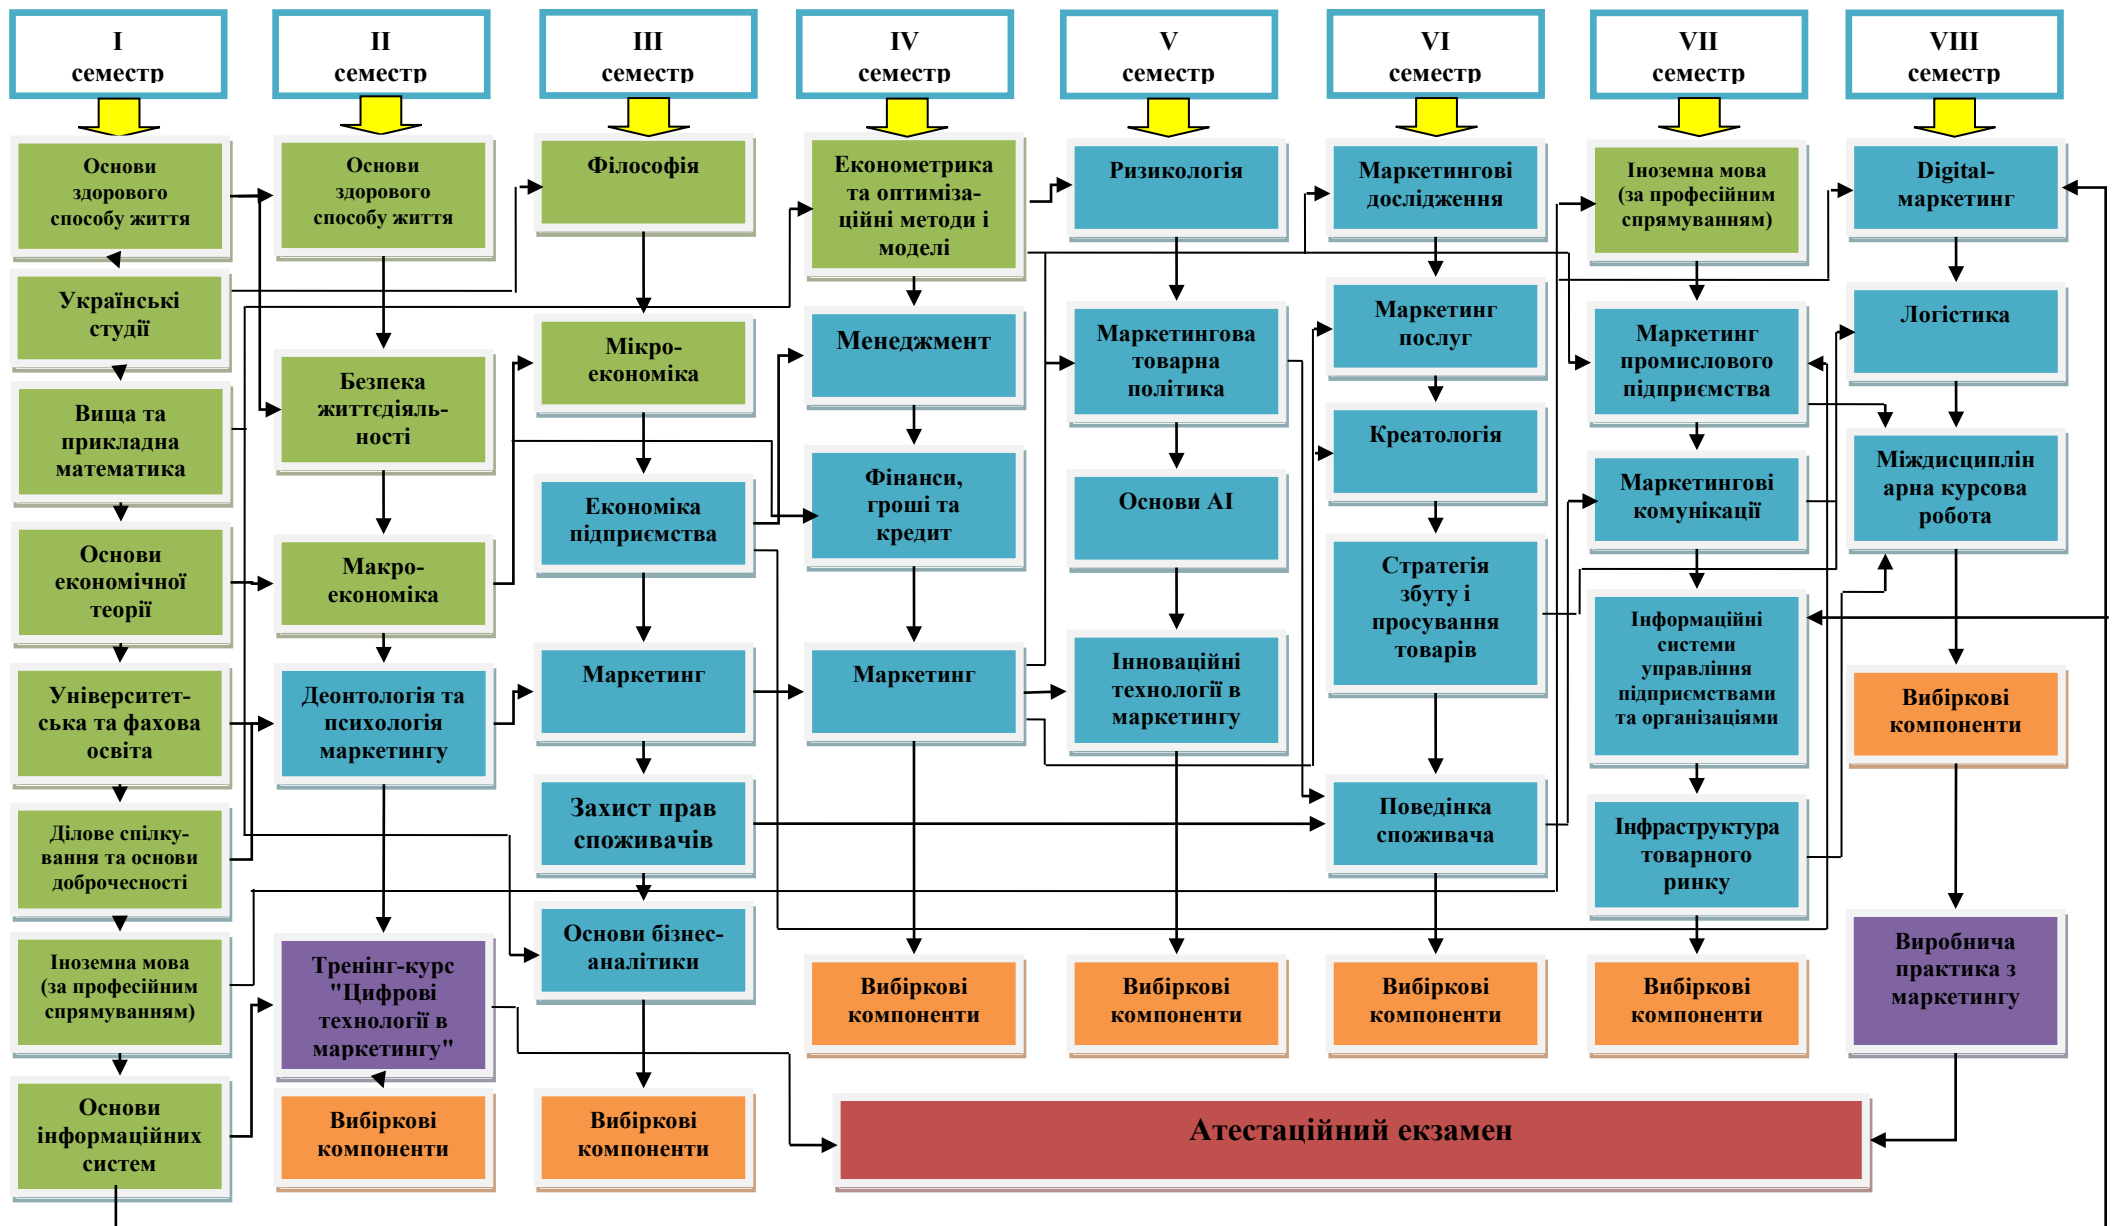 I
семестр
II
семестр
III
семестр
IV
семестр
V
семестр
VI
семестр
VII
семестр
VIII
семестр
Основи
здорового
способу життя
Українські
студії
Вища та
прикладна
математика
Основи
економічної
теорії
Університет-
ська та фахова
освіта
Ділове спілку-
вання та основи
доброчесності
Іноземна мова
(за професійним
спрямуванням)
Основи
інформаційних
систем
Основи
здорового
способу життя
Безпека
життєдіяль-
ності
Макро-
економіка
Деонтологія та
психологія
маркетингу
Тренінг-курс
"Цифрові
технології в
маркетингу"
Вибіркові
компоненти
Філософія
Мікро-
економіка
Економіка
підприємства
Маркетинг
Захист прав
споживачів
Основи бізнес-
аналітики
Вибіркові
компоненти
Економетрика
та оптиміза-
ційні методи і
моделі
Менеджмент
Фінанси,
гроші та
кредит
Маркетинг
Вибіркові
компоненти
Ризикологія
Маркетингова
товарна
політика
Основи AI
Інноваційні
технології в
маркетингу
Вибіркові
компоненти
Маркетингові
дослідження
Маркетинг
послуг
Креатологія
Стратегія
збуту і
просування
товарів
Поведінка
споживача
Вибіркові
компоненти
Іноземна мова
(за професійним
спрямуванням)
Маркетинг
промислового
підприємства
Маркетингові
комунікації
Інформаційні
системи
управління
підприємствами
та організаціями
Інфраструктура
товарного
ринку
Вибіркові
компоненти
Digital-
маркетинг
Логістика
Міждисциплін
арна курсова
робота
Вибіркові
компоненти
Виробнича
практика з
маркетингу
Атестаційний екзамен